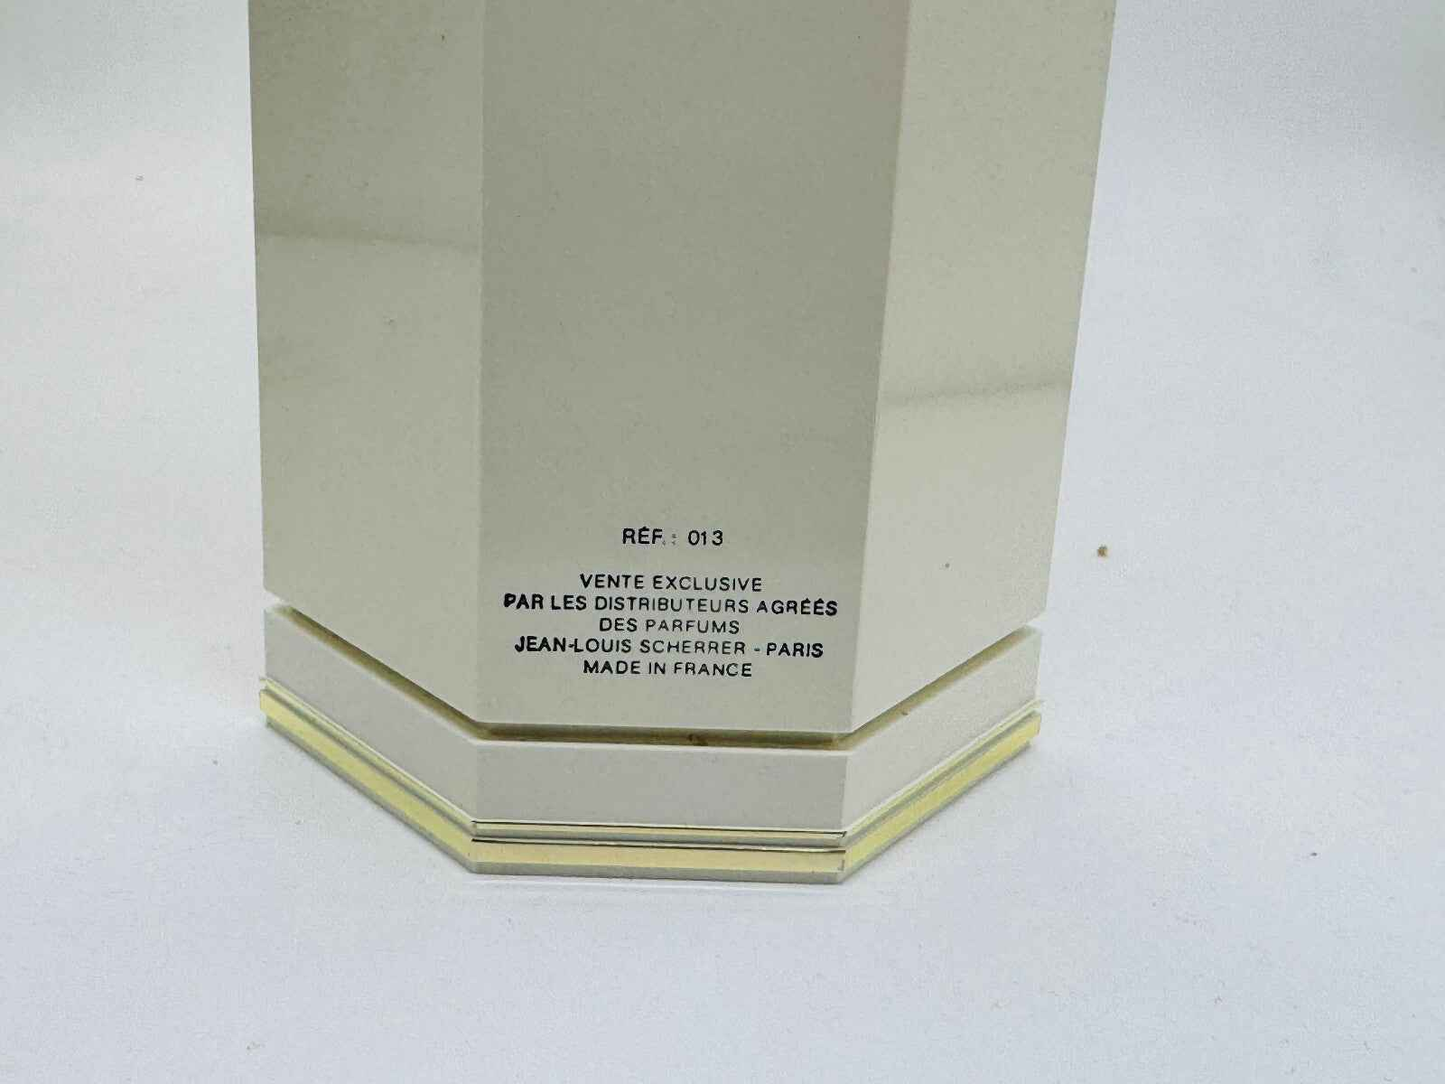 RÉF. : 013
VENTE EXCLUSIVE
PAR LES DISTRIBUTEURS AGRÉÉS
DES PARFUMS
JEAN-LOUIS SCHERRER - PARIS
MADE IN FRANCE